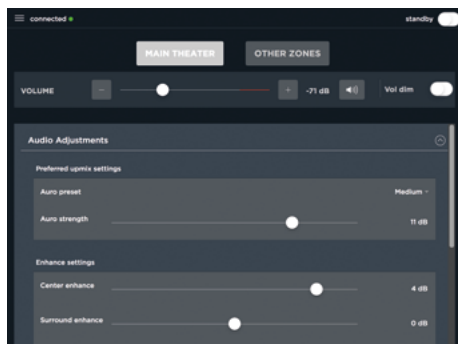 connected
standby
MAIN THEATER
OTHER ZONES
VOLUME - + -71 dB Vol dim
Audio Adjustments
Preferred upmix settings
Auro preset Medium
Auro strength 11 dB
Enhance settings
Center enhance 4 dB
Surround enhance 0 dB